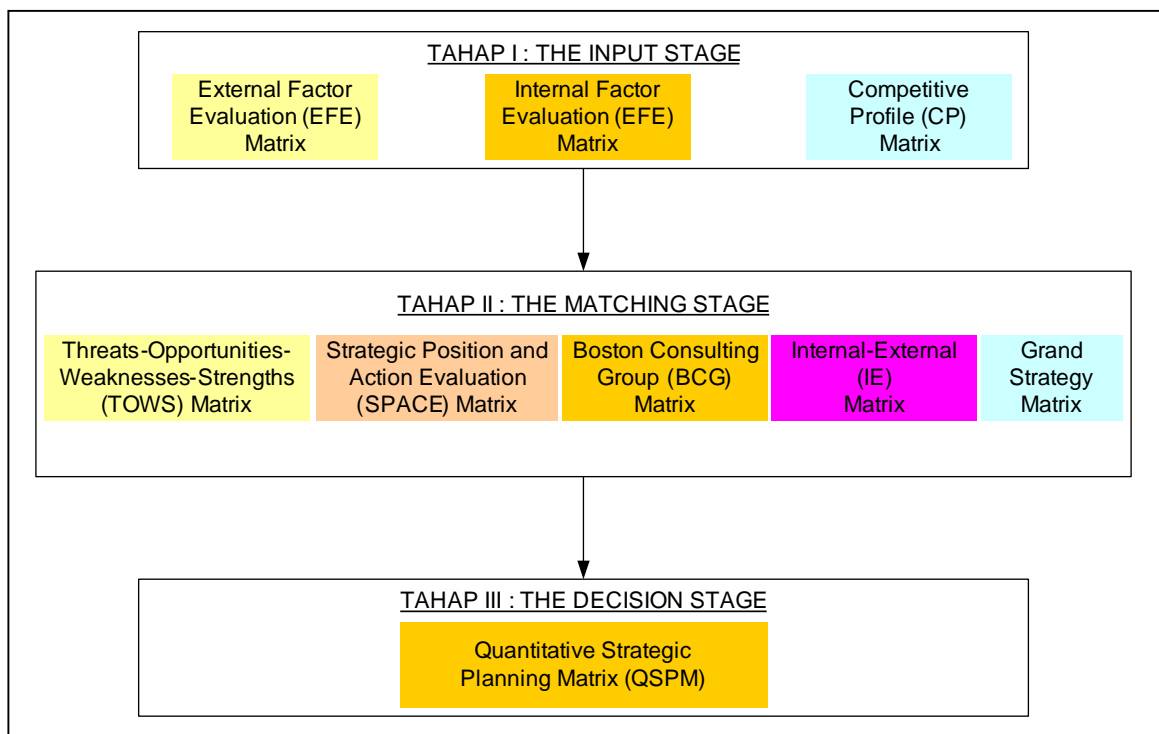 TAHAP I : THE INPUT STAGE
External Factor
Evaluation (EFE)
Matrix
Internal Factor
Evaluation (EFE)
Matrix
Competitive
Profile (CP)
Matrix
TAHAP II : THE MATCHING STAGE
Threats-Opportunities-
Weaknesses-Strengths
(TOWS) Matrix
Strategic Position and
Action Evaluation
(SPACE) Matrix
Boston Consulting
Group (BCG)
Matrix
Internal-External
(IE)
Matrix
Grand
Strategy
Matrix
TAHAP III : THE DECISION STAGE
Quantitative Strategic
Planning Matrix (QSPM)